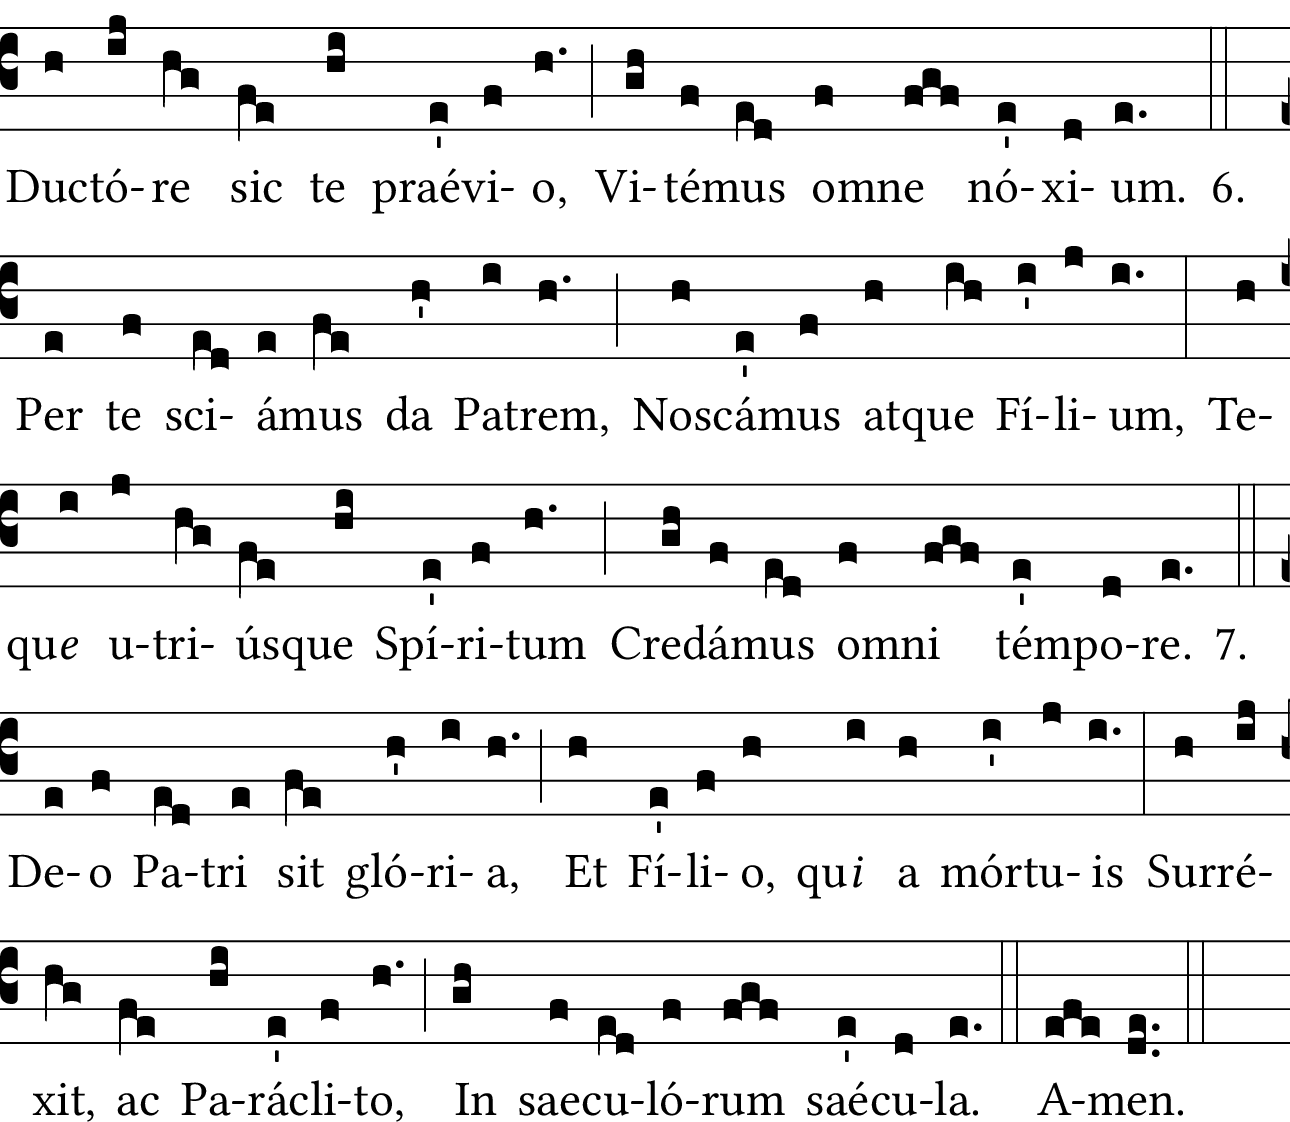 Ductó-re sic te praévi-o, Vi-témus omne nó-xi-um. 6.
Per te sci-ámus da Patrem, Noscámus atque Fí-li-um, Te-
que u-tri-úsque Spí-ri-tum Credámus omni témpo-re. 7.
De-o Pa-tri sit gló-ri-a, Et Fí-li-o, qui a mórtu-is Surré-
xit, ac Pa-rácli-to, In saecu-ló-rum saécu-la. A-men.